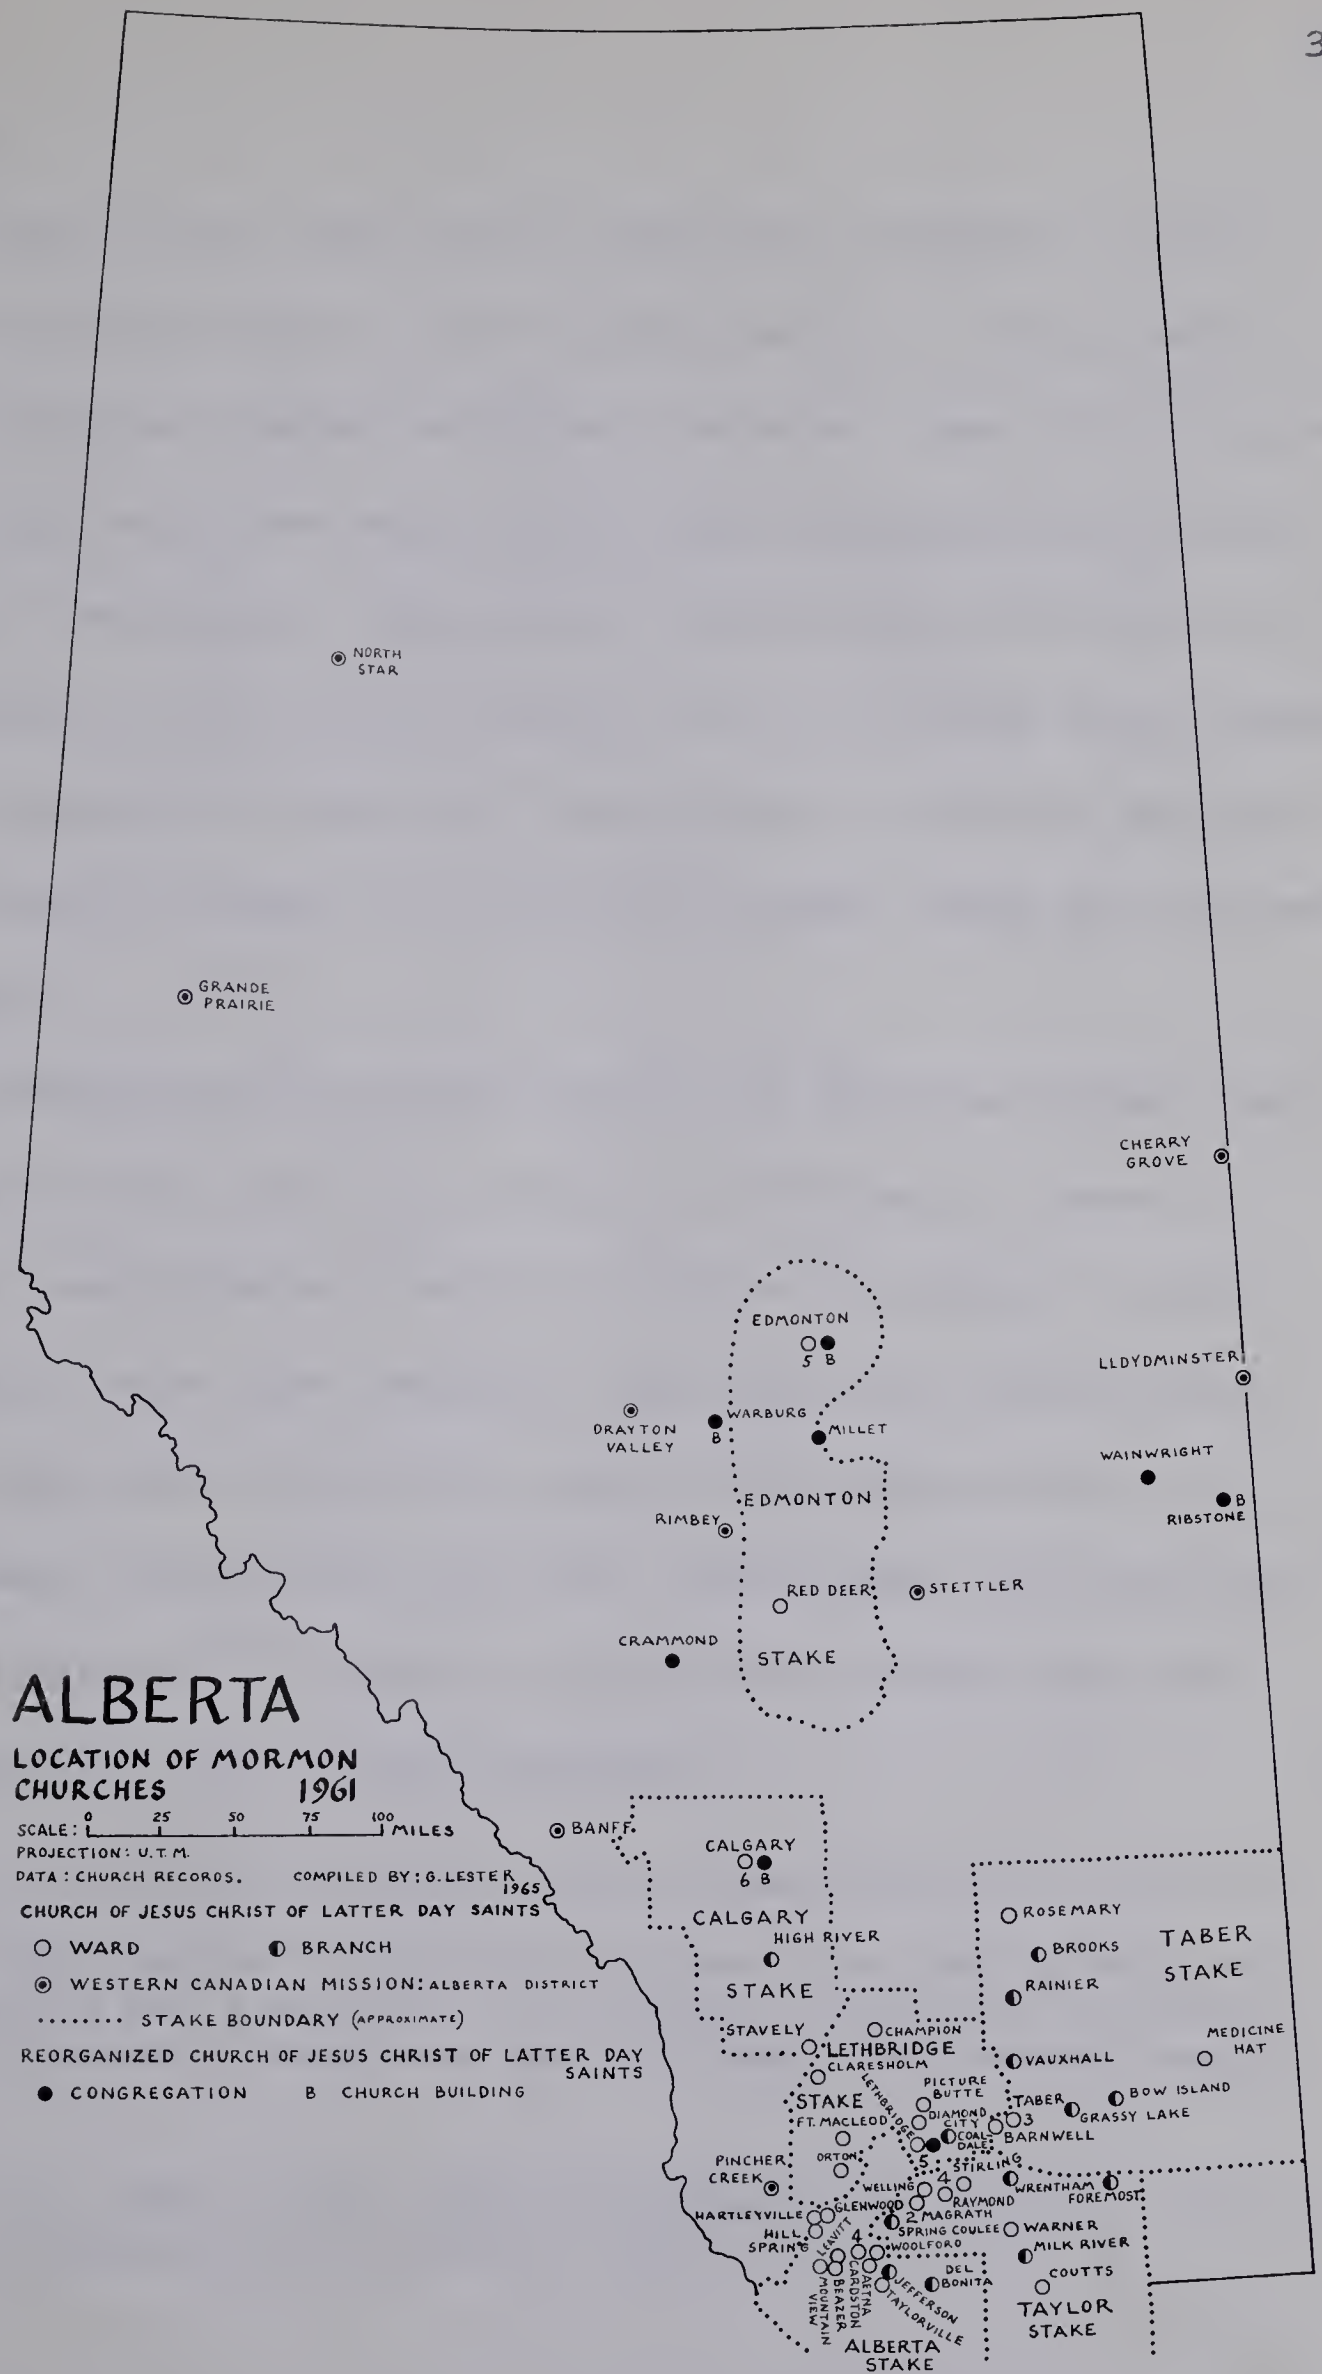 3
NORTH
STAR
GRANDE
PRAIRIE
CHERRY
GROVE
EDMONTON
5 B
LLDYDMINSTER
DRAYTON
VALLEY
WARBURG
B
MILLET
WAINWRIGHT
B
RIBSTONE
EDMONTON
RIMBEY
RED DEER
STETTLER
CRAMMOND
STAKE
ALBERTA
LOCATION OF MORMON
CHURCHES 1961
SCALE: 0 25 50 75 100 MILES
PROJECTION: U.T.M.
DATA: CHURCH RECORDS. COMPILED BY: G. LESTER
1965
CHURCH OF JESUS CHRIST OF LATTER DAY SAINTS
WARD BRANCH
WESTERN CANADIAN MISSION: ALBERTA DISTRICT
STAKE BOUNDARY (APPROXIMATE)
REORGANIZED CHURCH OF JESUS CHRIST OF LATTER DAY
SAINTS
CONGREGATION B CHURCH BUILDING
BANFF
CALGARY
6 B
CALGARY
HIGH RIVER
STAKE
ROSEMARY
BROOKS
RAINIER
TABER
STAKE
MEDICINE
HAT
STAVELY
CHAMPION
LETHBRIDGE
CLARESHOLM
VAUXHALL
STAKE
LETHBRIDGE
5
PICTURE
BUTTE
DIAMOND
CITY
COAL-
DALE
TABER
3
BARNWELL
GRASSY LAKE
BOW ISLAND
FT. MACLEOD
ORTON
PINCHER
CREEK
STIRLING
WELLING
4
RAYMOND
WRENTHAM
FOREMOST
HARTLEYVILLE
GLENWOOD
2 MAGRATH
SPRING COULEE
WARNER
HILL
SPRING
LEAVITT
4
WOOLFORD
MILK RIVER
MOUNTAIN
VIEW
BEAZER
CARDSTON
AETNA
JEFFERSON
TAYLORVILLE
DEL
BONITA
COUTTS
TAYLOR
STAKE
ALBERTA
STAKE